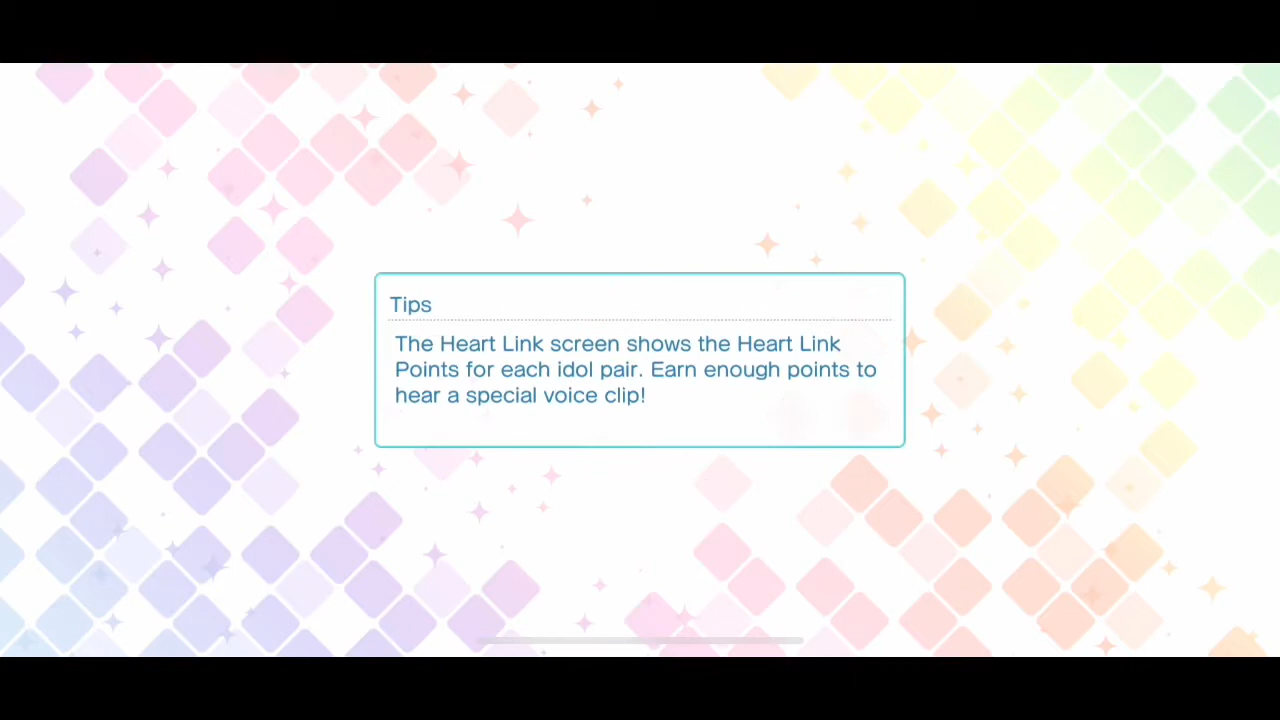 Tips
The Heart Link screen shows the Heart Link
Points for each idol pair. Earn enough points to
hear a special voice clip!